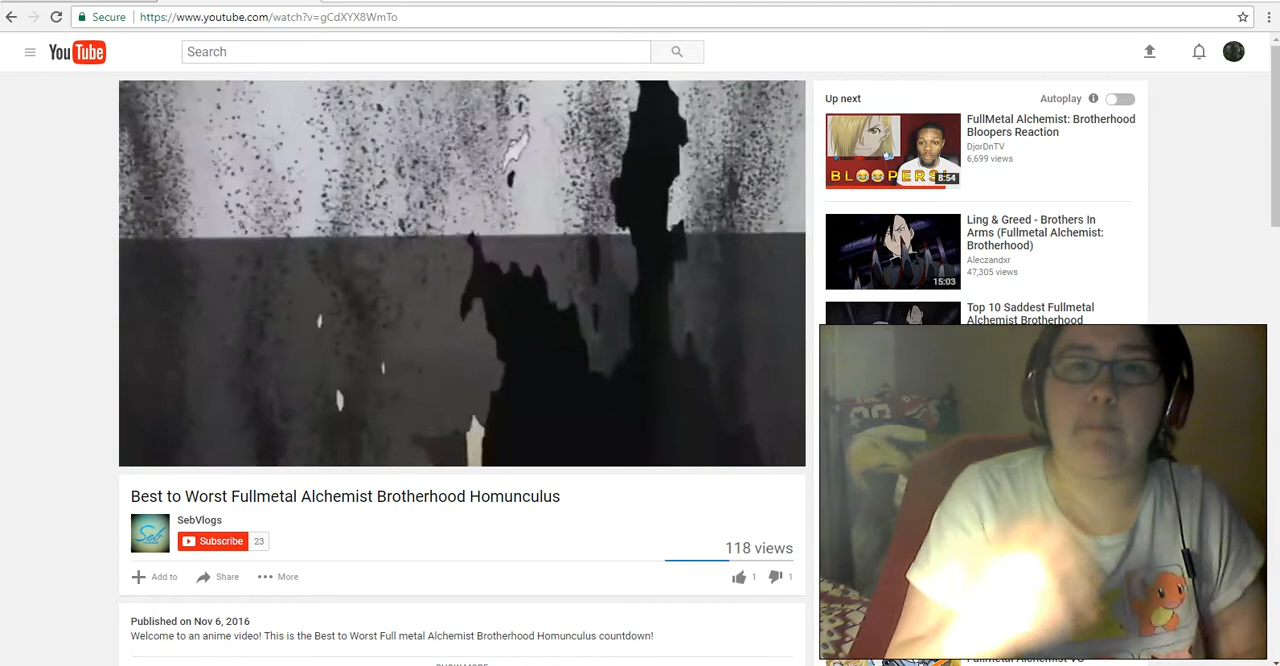 Secure
https://www.youtube.com/watch?v=gCdXYX8WmTo
YouTube
Search
Up next
Autoplay
FullMetal Alchemist: Brotherhood
Bloopers Reaction
DjorDnTV
6,699 views
BLOOPERS!
8:54
Ling & Greed - Brothers In
Arms (Fullmetal Alchemist:
Brotherhood)
Aleczandxr
47,305 views
15:03
Top 10 Saddest Fullmetal
Alchemist Brotherhood
Best to Worst Fullmetal Alchemist Brotherhood Homunculus
Seb
SebVlogs
Subscribe 23
118 views
Add to
Share
More
1
1
Published on Nov 6, 2016
Welcome to an anime video! This is the Best to Worst Full metal Alchemist Brotherhood Homunculus countdown!
SHOW MORE